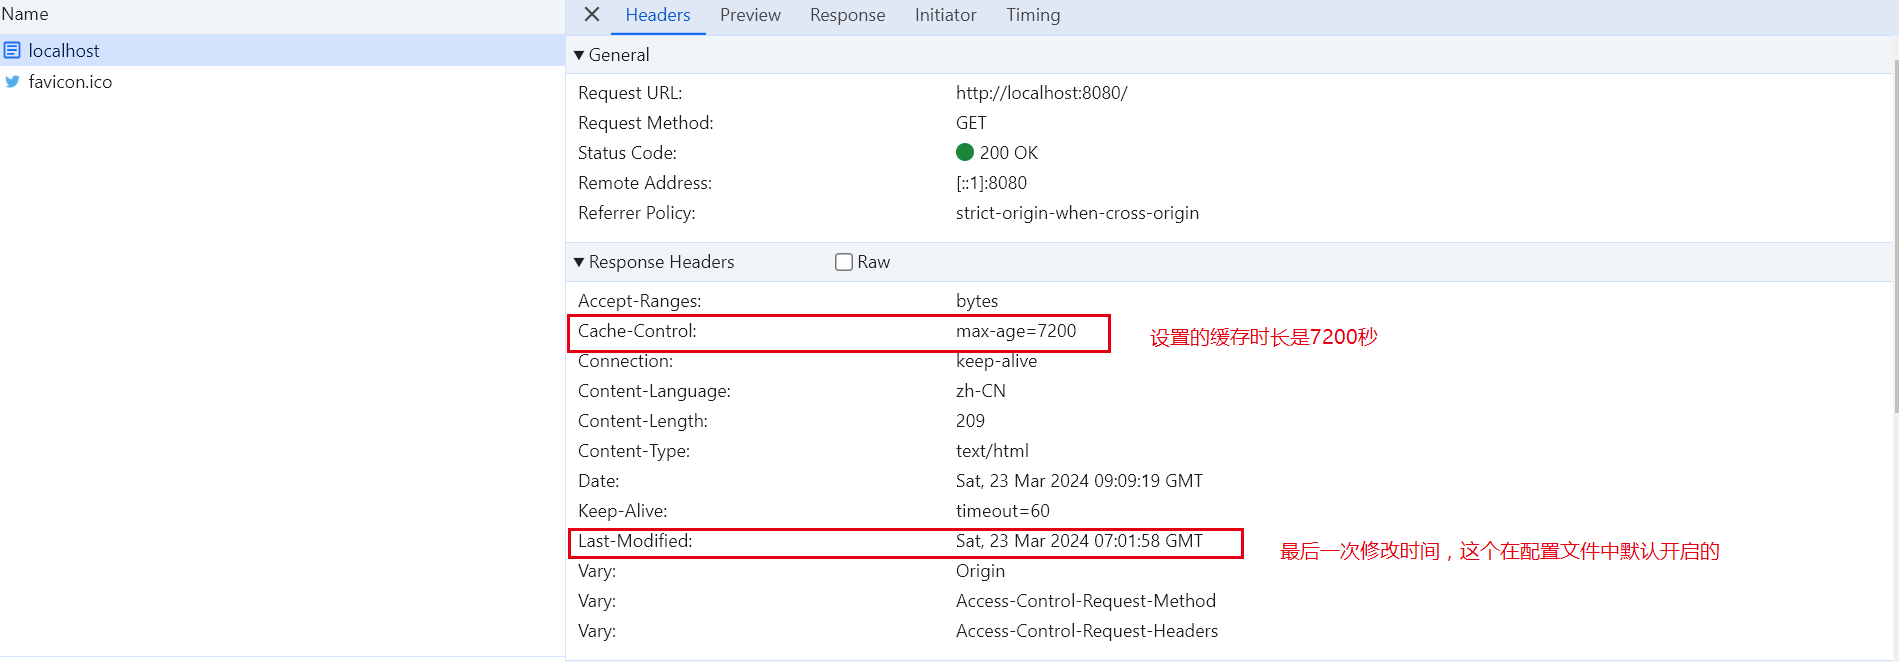 Name
localhost
favicon.ico
Headers Preview Response Initiator Timing
General
Request URL: http://localhost:8080/
Request Method: GET
Status Code: 200 OK
Remote Address: [::1]:8080
Referrer Policy: strict-origin-when-cross-origin
Response Headers Raw
Accept-Ranges: bytes
Cache-Control: max-age=7200 设置的缓存时长是7200秒
Connection: keep-alive
Content-Language: zh-CN
Content-Length: 209
Content-Type: text/html
Date: Sat, 23 Mar 2024 09:09:19 GMT
Keep-Alive: timeout=60
Last-Modified: Sat, 23 Mar 2024 07:01:58 GMT 最后一次修改时间，这个在配置文件中默认开启的
Vary: Origin
Vary: Access-Control-Request-Method
Vary: Access-Control-Request-Headers